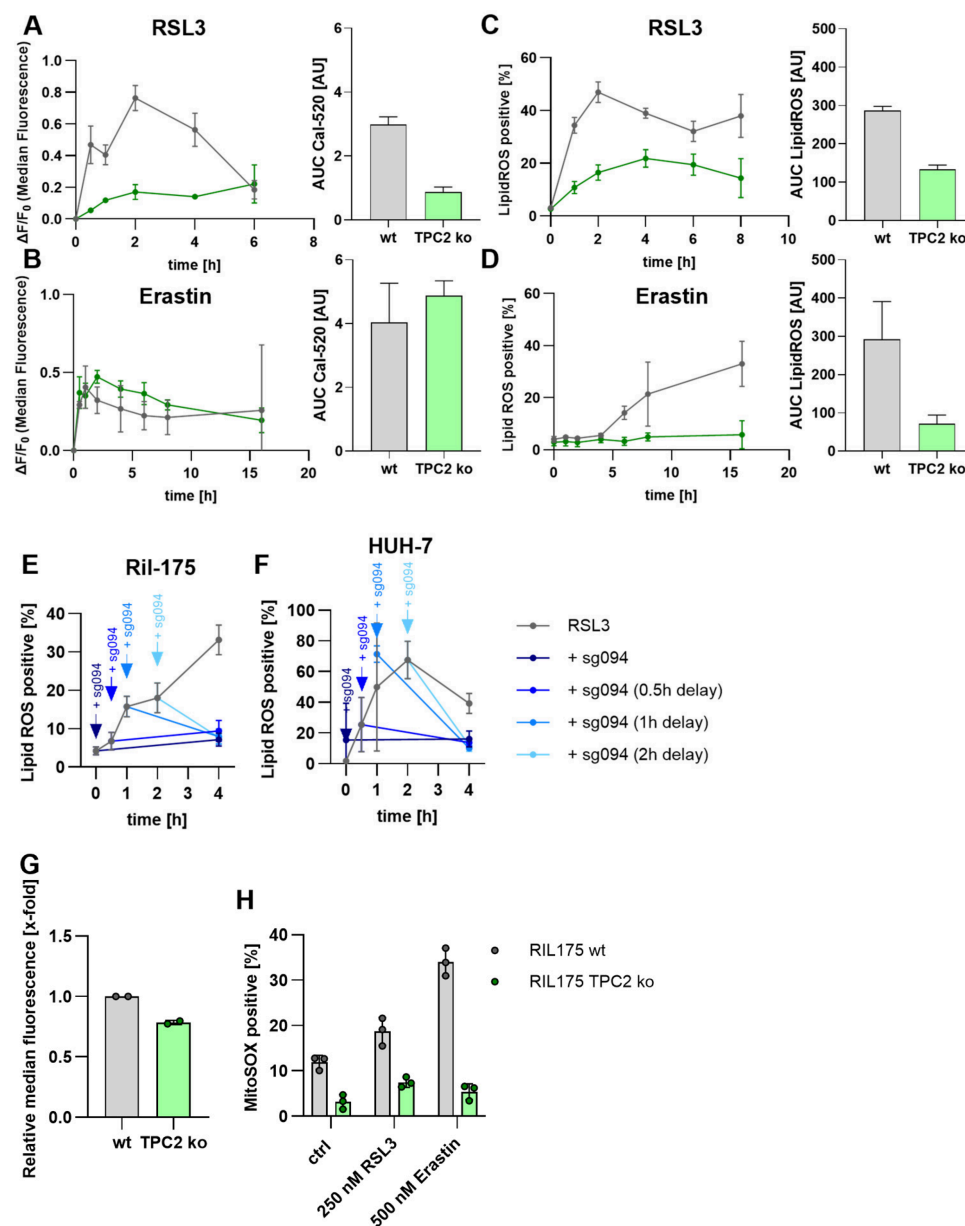 A
RSL3
ΔF/F₀ (Median Fluorescence)
1.0
0.8
0.6
0.4
0.2
0.0
0 2 4 6 8
time [h]
AUC Cal-520 [AU]
6
4
2
0
wt TPC2 ko
C
RSL3
LipidROS positive [%]
60
40
20
0
0 2 4 6 8 10
time [h]
AUC LipidROS [AU]
500
400
300
200
100
0
wt TPC2 ko
B
Erastin
ΔF/F₀ (Median Fluorescence)
1.0
0.5
0.0
0 5 10 15 20
time [h]
AUC Cal-520 [AU]
6
4
2
0
wt TPC2 ko
D
Erastin
Lipid ROS positive [%]
60
40
20
0
0 5 10 15 20
time [h]
AUC LipidROS [AU]
500
400
300
200
100
0
wt TPC2 ko
E
Ril-175
Lipid ROS positive [%]
40
30
20
10
0
+ sg094
+ sg094
+ sg094
+ sg094
0 1 2 3 4
time [h]
F
HUH-7
Lipid ROS positive [%]
100
80
60
40
20
0
+sg094
+ sg094
+ sg094
+ sg094
0 1 2 3 4
time [h]
RSL3
+ sg094
+ sg094 (0.5h delay)
+ sg094 (1h delay)
+ sg094 (2h delay)
G
Relative median fluorescence [x-fold]
1.5
1.0
0.5
0.0
wt TPC2 ko
H
MitoSOX positive [%]
40
30
20
10
0
ctrl
250 nM RSL3
500 nM Erastin
RIL175 wt
RIL175 TPC2 ko